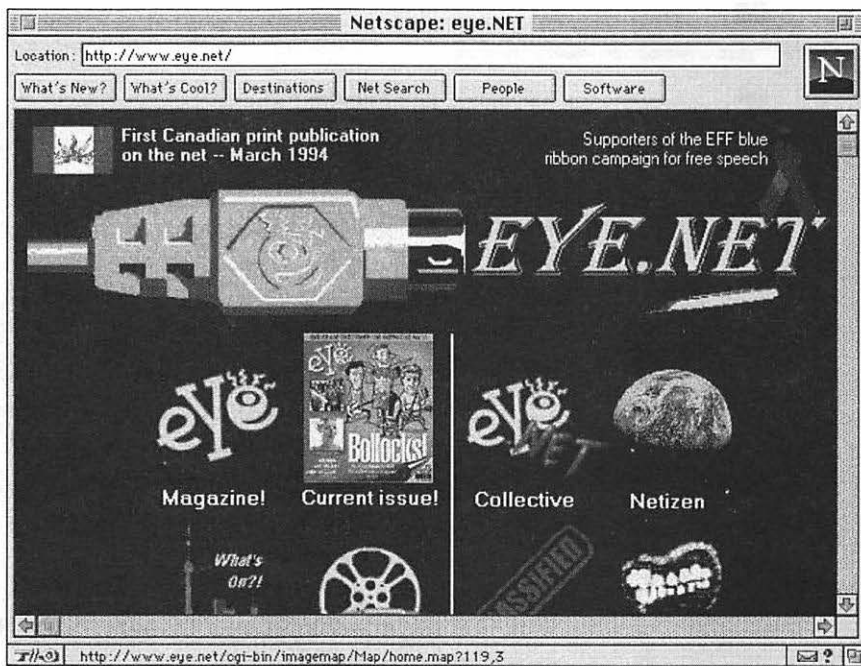 Netscape: eye.NET
Location: http://www.eye.net/
N
What's New? What's Cool? Destinations Net Search People Software
First Canadian print publication
on the net -- March 1994
Supporters of the EFF blue
ribbon campaign for free speech
EYE.NET
eye
eye
Bollocks!
eye
NET
Magazine!
Current issue!
Collective
Netizen
What's
On?!
CLASSIFIED
http://www.eye.net/cgi-bin/imagemap/Map/home.map?119,3
?